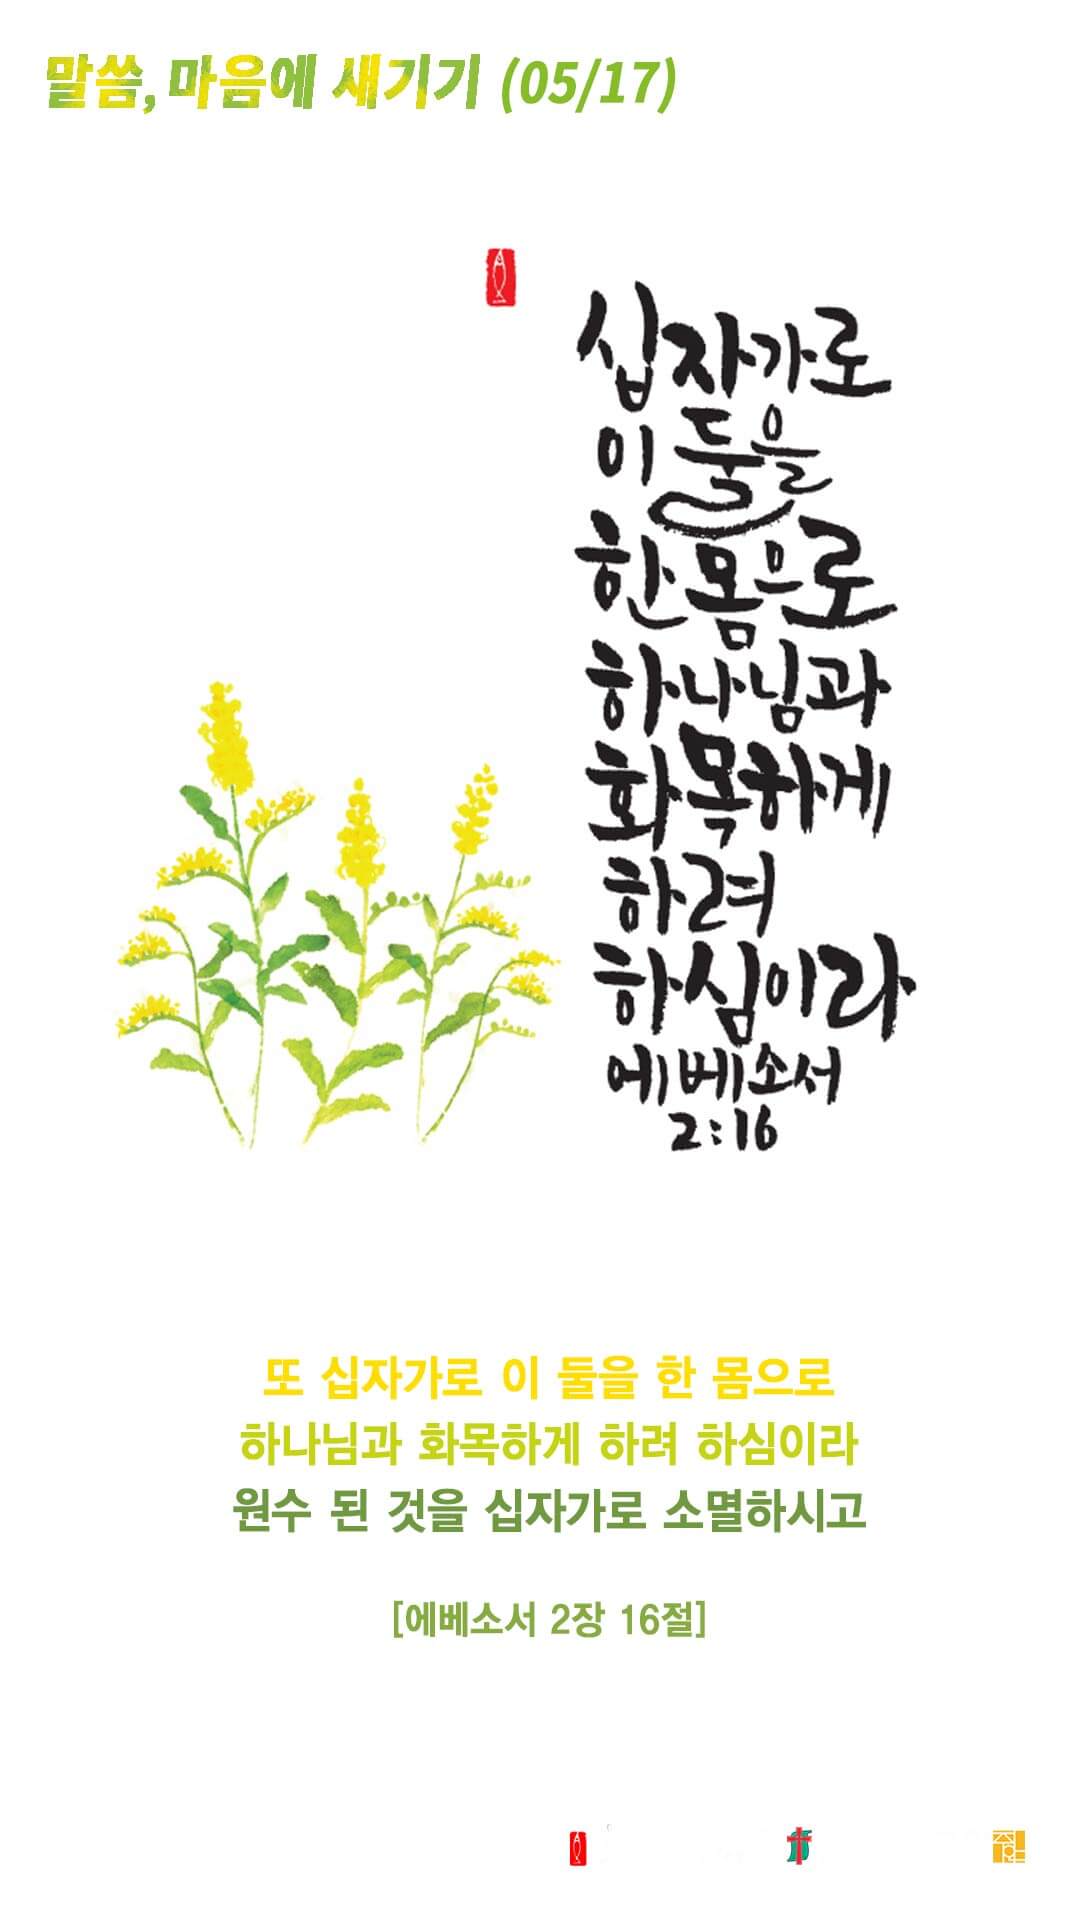 말씀, 마음에 새기기 (05/17)
십자가로
이 둘을
한 몸으로
하나님과
화목하게
하려
하심이라
에베소서
2:16
또 십자가로 이 둘을 한 몸으로
하나님과 화목하게 하려 하심이라
원수 된 것을 십자가로 소멸하시고
[에베소서 2장 16절]